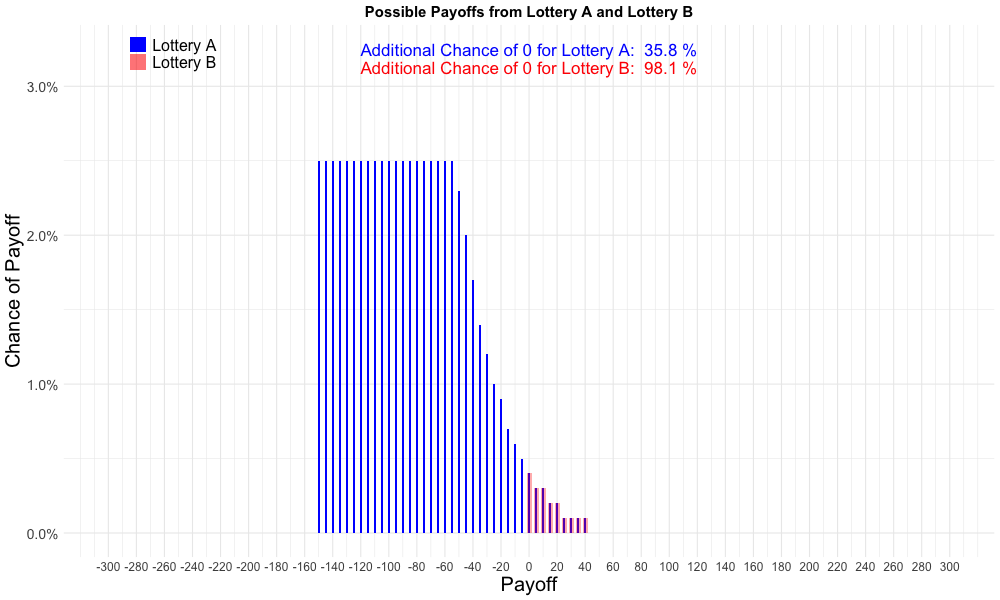 Possible Payoffs from Lottery A and Lottery B
Lottery A
Lottery B
Additional Chance of 0 for Lottery A: 35.8 %
Additional Chance of 0 for Lottery B: 98.1 %
3.0%
2.0%
1.0%
0.0%
Chance of Payoff
-300 -280 -260 -240 -220 -200 -180 -160 -140 -120 -100 -80 -60 -40 -20 0 20 40 60 80 100 120 140 160 180 200 220 240 260 280 300
Payoff